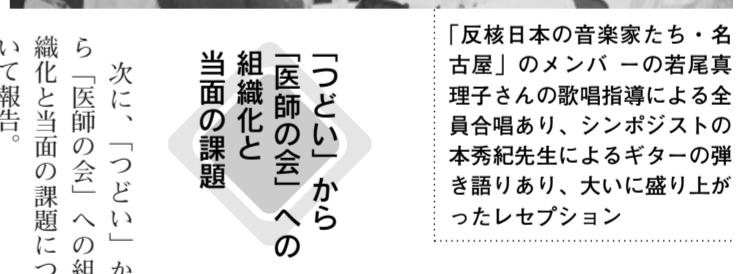 「反核日本の音楽家たち・名
古屋」のメンバーの若尾真
理子さんの歌唱指導による全
員合唱あり、シンポジストの
本秀紀先生によるギターの弾
き語りあり、大いに盛り上が
ったレセプション
「つどい」から
「医師の会」への
組織化と
当面の課題
次に、「つどい」か
ら「医師の会」への組
織化と当面の課題につ
いて報告。